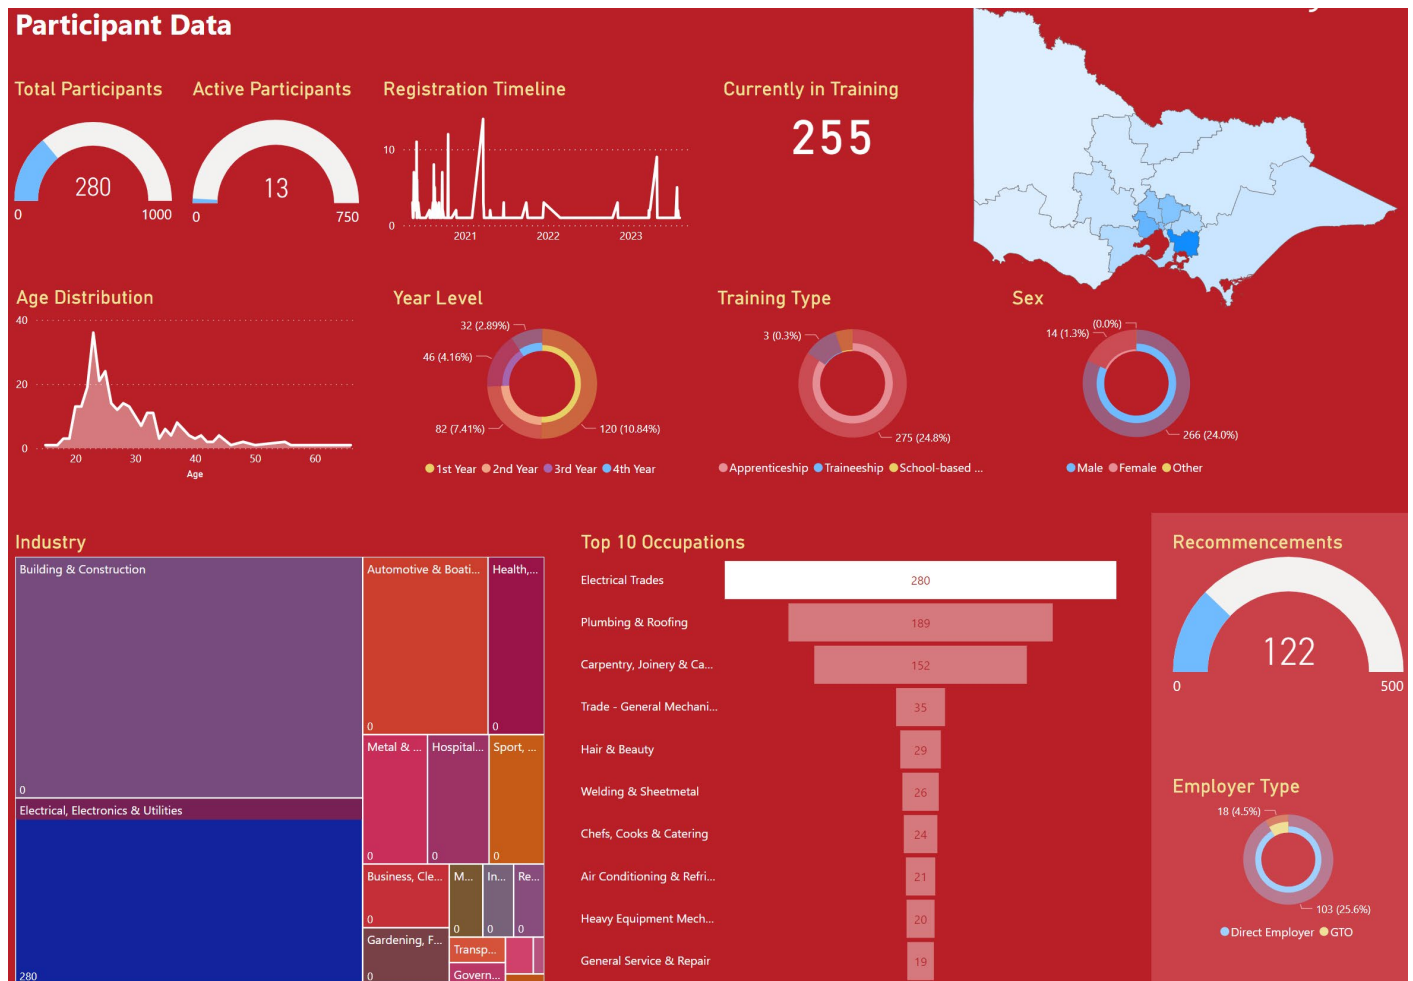 Participant Data
Total Participants
280
0
1000
Active Participants
13
0
750
Registration Timeline
10
0
2021
2022
2023
Currently in Training
255
Age Distribution
40
20
0
20
30
40
50
60
Age
Year Level
32 (2.89%)
46 (4.16%)
82 (7.41%)
120 (10.84%)
1st Year
2nd Year
3rd Year
4th Year
Training Type
3 (0.3%)
275 (24.8%)
Apprenticeship
Traineeship
School-based ...
Sex
(0.0%)
14 (1.3%)
266 (24.0%)
Male
Female
Other
Industry
Building & Construction
0
Electrical, Electronics & Utilities
280
Automotive & Boati...
0
Health,...
0
Metal & ...
0
Hospital...
0
Sport, ...
0
Business, Cle...
0
M...
0
In...
0
Re...
0
Gardening, F...
0
Transp...
Govern...
Top 10 Occupations
Electrical Trades
280
Plumbing & Roofing
189
Carpentry, Joinery & Ca...
152
Trade - General Mechani...
35
Hair & Beauty
29
Welding & Sheetmetal
26
Chefs, Cooks & Catering
24
Air Conditioning & Refri...
21
Heavy Equipment Mech...
20
General Service & Repair
19
Recommencements
122
0
500
Employer Type
18 (4.5%)
103 (25.6%)
Direct Employer
GTO